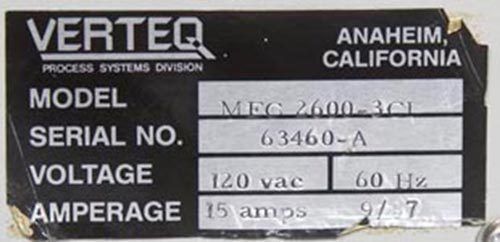 VERTEQ
PROCESS SYSTEMS DIVISION
ANAHEIM,
CALIFORNIA
MODEL MFG 2600-3CL
SERIAL NO. 63460-A
VOLTAGE 120 vac 60 Hz
AMPERAGE 15 amps